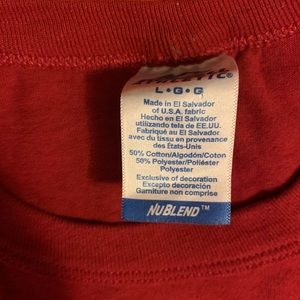 ATHLETIC®
L•G•G
Made in El Salvador
of U.S.A. fabric
Hecho en El Salvador
utilizando tela de EE.UU.
Fabriqué au El Salvador
avec du tissu en provenance
des États-Unis
50% Cotton/Algodón/Coton
50% Polyester/Poliéster
Polyester
Exclusive of decoration
Excepto decoración
Garniture non comprise
NUBLEND™